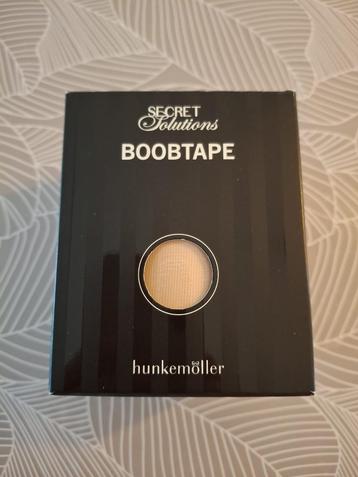 SECRET
Solutions
BOOBTAPE
hunkemöller